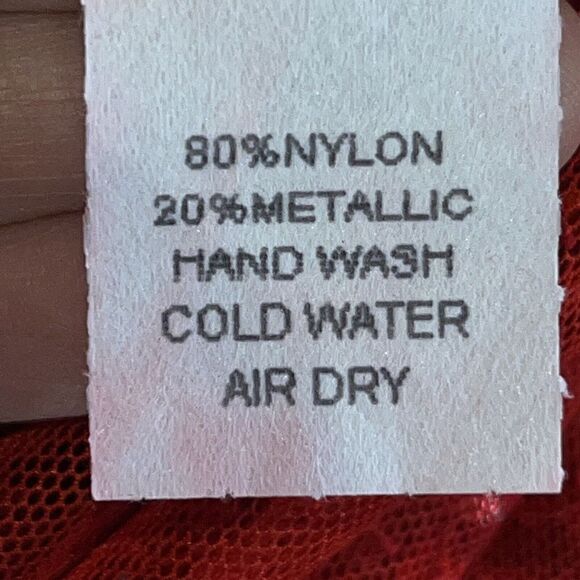 80%NYLON
20%METALLIC
HAND WASH
COLD WATER
AIR DRY